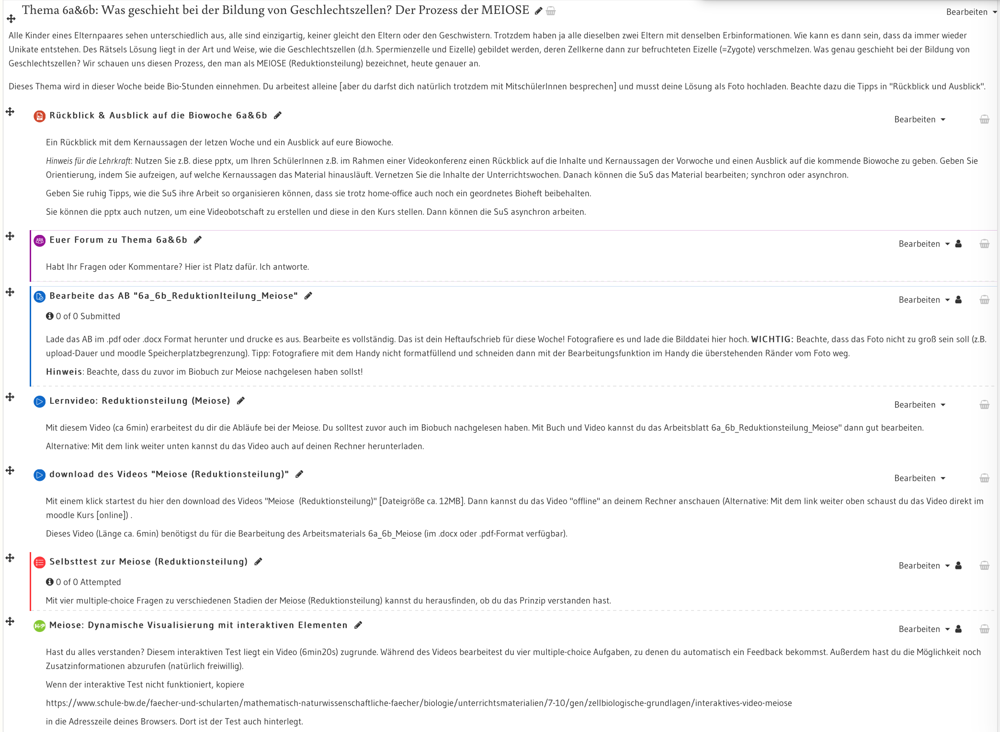 Thema 6a&6b: Was geschieht bei der Bildung von Geschlechtszellen? Der Prozess der MEIOSE
Bearbeiten
Alle Kinder eines Elternpaares sehen unterschiedlich aus, alle sind einzigartig, keiner gleicht den Eltern oder den Geschwistern. Trotzdem haben ja alle dieselben zwei Eltern mit denselben Erbinformationen. Wie kann es dann sein, dass da immer wieder
Unikate entstehen. Des Rätsels Lösung liegt in der Art und Weise, wie die Geschlechtszellen (d.h. Spermienzelle und Eizelle) gebildet werden, deren Zellkerne dann zur befruchteten Eizelle (=Zygote) verschmelzen. Was genau geschieht bei der Bildung von
Geschlechtszellen? Wir schauen uns diesen Prozess, den man als MEIOSE (Reduktionsteilung) bezeichnet, heute genauer an.
Dieses Thema wird in dieser Woche beide Bio-Stunden einnehmen. Du arbeitest alleine [aber du darfst dich natürlich trotzdem mit MitschülerInnen besprechen] und musst deine Lösung als Foto hochladen. Beachte dazu die Tipps in "Rückblick und Ausblick".
Rückblick & Ausblick auf die Biowoche 6a&6b
Bearbeiten
Ein Rückblick mit dem Kernaussagen der letzen Woche und ein Ausblick auf eure Biowoche.
Hinweis für die Lehrkraft: Nutzen Sie z.B. diese pptx, um Ihren SchülerInnen z.B. im Rahmen einer Videokonferenz einen Rückblick auf die Inhalte und Kernaussagen der Vorwoche und einen Ausblick auf die kommende Biowoche zu geben. Geben Sie
Orientierung, indem Sie aufzeigen, auf welche Kernaussagen das Material hinausläuft. Vernetzen Sie die Inhalte der Unterrichtswochen. Danach können die SuS das Material bearbeiten; synchron oder asynchron.
Geben Sie ruhig Tipps, wie die SuS ihre Arbeit so organisieren können, dass sie trotz home-office auch noch ein geordnetes Bioheft beibehalten.
Sie können die pptx auch nutzen, um eine Videobotschaft zu erstellen und diese in den Kurs stellen. Dann können die SuS asynchron arbeiten.
Euer Forum zu Thema 6a&6b
Bearbeiten
Habt Ihr Fragen oder Kommentare? Hier ist Platz dafür. Ich antworte.
Bearbeite das AB "6a_6b_ReduktionIteilung_Meiose"
Bearbeiten
0 of 0 Submitted
Lade das AB im .pdf oder .docx Format herunter und drucke es aus. Bearbeite es vollständig. Das ist dein Heftaufschrieb für diese Woche! Fotografiere es und lade die Bilddatei hier hoch. WICHTIG: Beachte, dass das Foto nicht zu groß sein soll (z.B.
upload-Dauer und moodle Speicherplatzbegrenzung). Tipp: Fotografiere mit dem Handy nicht formatfüllend und schneiden dann mit der Bearbeitungsfunktion im Handy die überstehenden Ränder vom Foto weg.
Hinweis: Beachte, dass du zuvor im Biobuch zur Meiose nachgelesen haben sollst!
Lernvideo: Reduktionsteilung (Meiose)
Bearbeiten
Mit diesem Video (ca 6min) erarbeitest du dir die Abläufe bei der Meiose. Du solltest zuvor auch im Biobuch nachgelesen haben. Mit Buch und Video kannst du das Arbeitsblatt 6a_6b_Reduktionsteilung_Meiose" dann gut bearbeiten.
Alternative: Mit dem link weiter unten kannst du das Video auch auf deinen Rechner herunterladen.
download des Videos "Meiose (Reduktionsteilung)"
Bearbeiten
Mit einem klick startest du hier den download des Videos "Meiose (Reduktionsteilung)" [Dateigröße ca. 12MB]. Dann kannst du das Video "offline" an deinem Rechner anschauen (Alternative: Mit dem link weiter oben schaust du das Video direkt im
moodle Kurs [online]) .
Dieses Video (Länge ca. 6min) benötigst du für die Bearbeitung des Arbeitsmaterials 6a_6b_Meiose (im .docx oder .pdf-Format verfügbar).
Selbsttest zur Meiose (Reduktionsteilung)
Bearbeiten
0 of 0 Attempted
Mit vier multiple-choice Fragen zu verschiedenen Stadien der Meiose (Reduktionsteilung) kannst du herausfinden, ob du das Prinzip verstanden hast.
H5P Meiose: Dynamische Visualisierung mit interaktiven Elementen
Bearbeiten
Hast du alles verstanden? Diesem interaktiven Test liegt ein Video (6min20s) zugrunde. Während des Videos bearbeitest du vier multiple-choice Aufgaben, zu denen du automatisch ein Feedback bekommst. Außerdem hast du die Möglichkeit noch
Zusatzinformationen abzurufen (natürlich freiwillig).
Wenn der interaktive Test nicht funktioniert, kopiere
https://www.schule-bw.de/faecher-und-schularten/mathematisch-naturwissenschaftliche-faecher/biologie/unterrichtsmaterialien/7-10/gen/zellbiologische-grundlagen/interaktives-video-meiose
in die Adresszeile deines Browsers. Dort ist der Test auch hinterlegt.